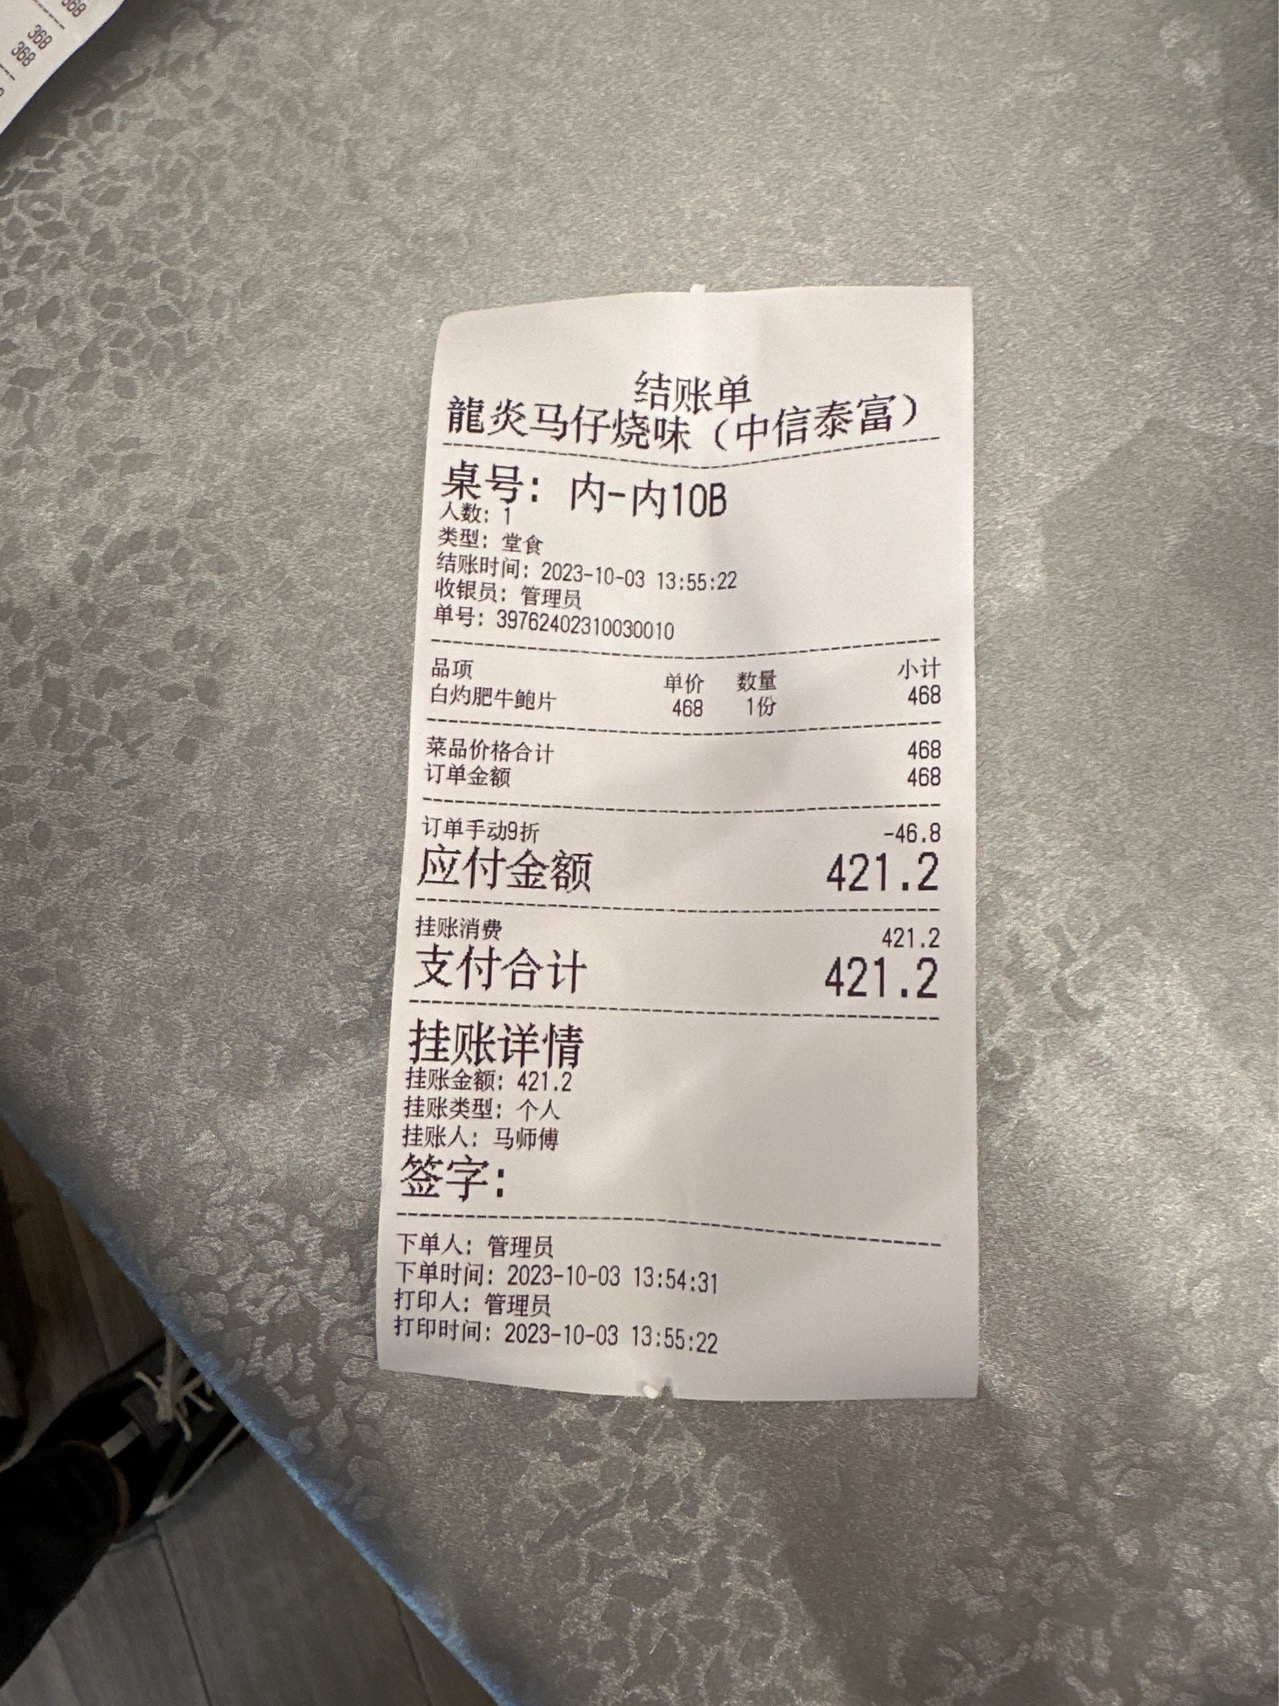 368
368
368
结账单
龍炎马仔烧味（中信泰富）
桌号：内-内10B
人数：1
类型：堂食
结账时间：2023-10-03 13:55:22
收银员：管理员
单号：39762402310030010
品项 单价 数量 小计
白灼肥牛鲍片 468 1份 468
菜品价格合计 468
订单金额 468
订单手动9折 -46.8
应付金额 421.2
挂账消费 421.2
支付合计 421.2
挂账详情
挂账金额：421.2
挂账类型：个人
挂账人：马师傅
签字：
下单人：管理员
下单时间：2023-10-03 13:54:31
打印人：管理员
打印时间：2023-10-03 13:55:22